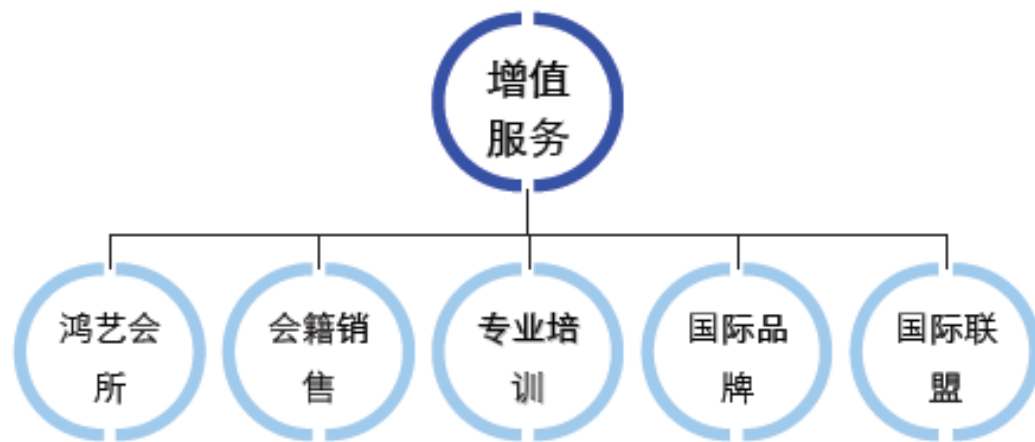 增值
服务
鸿艺会
所
会籍销
售
专业培
训
国际品
牌
国际联
盟